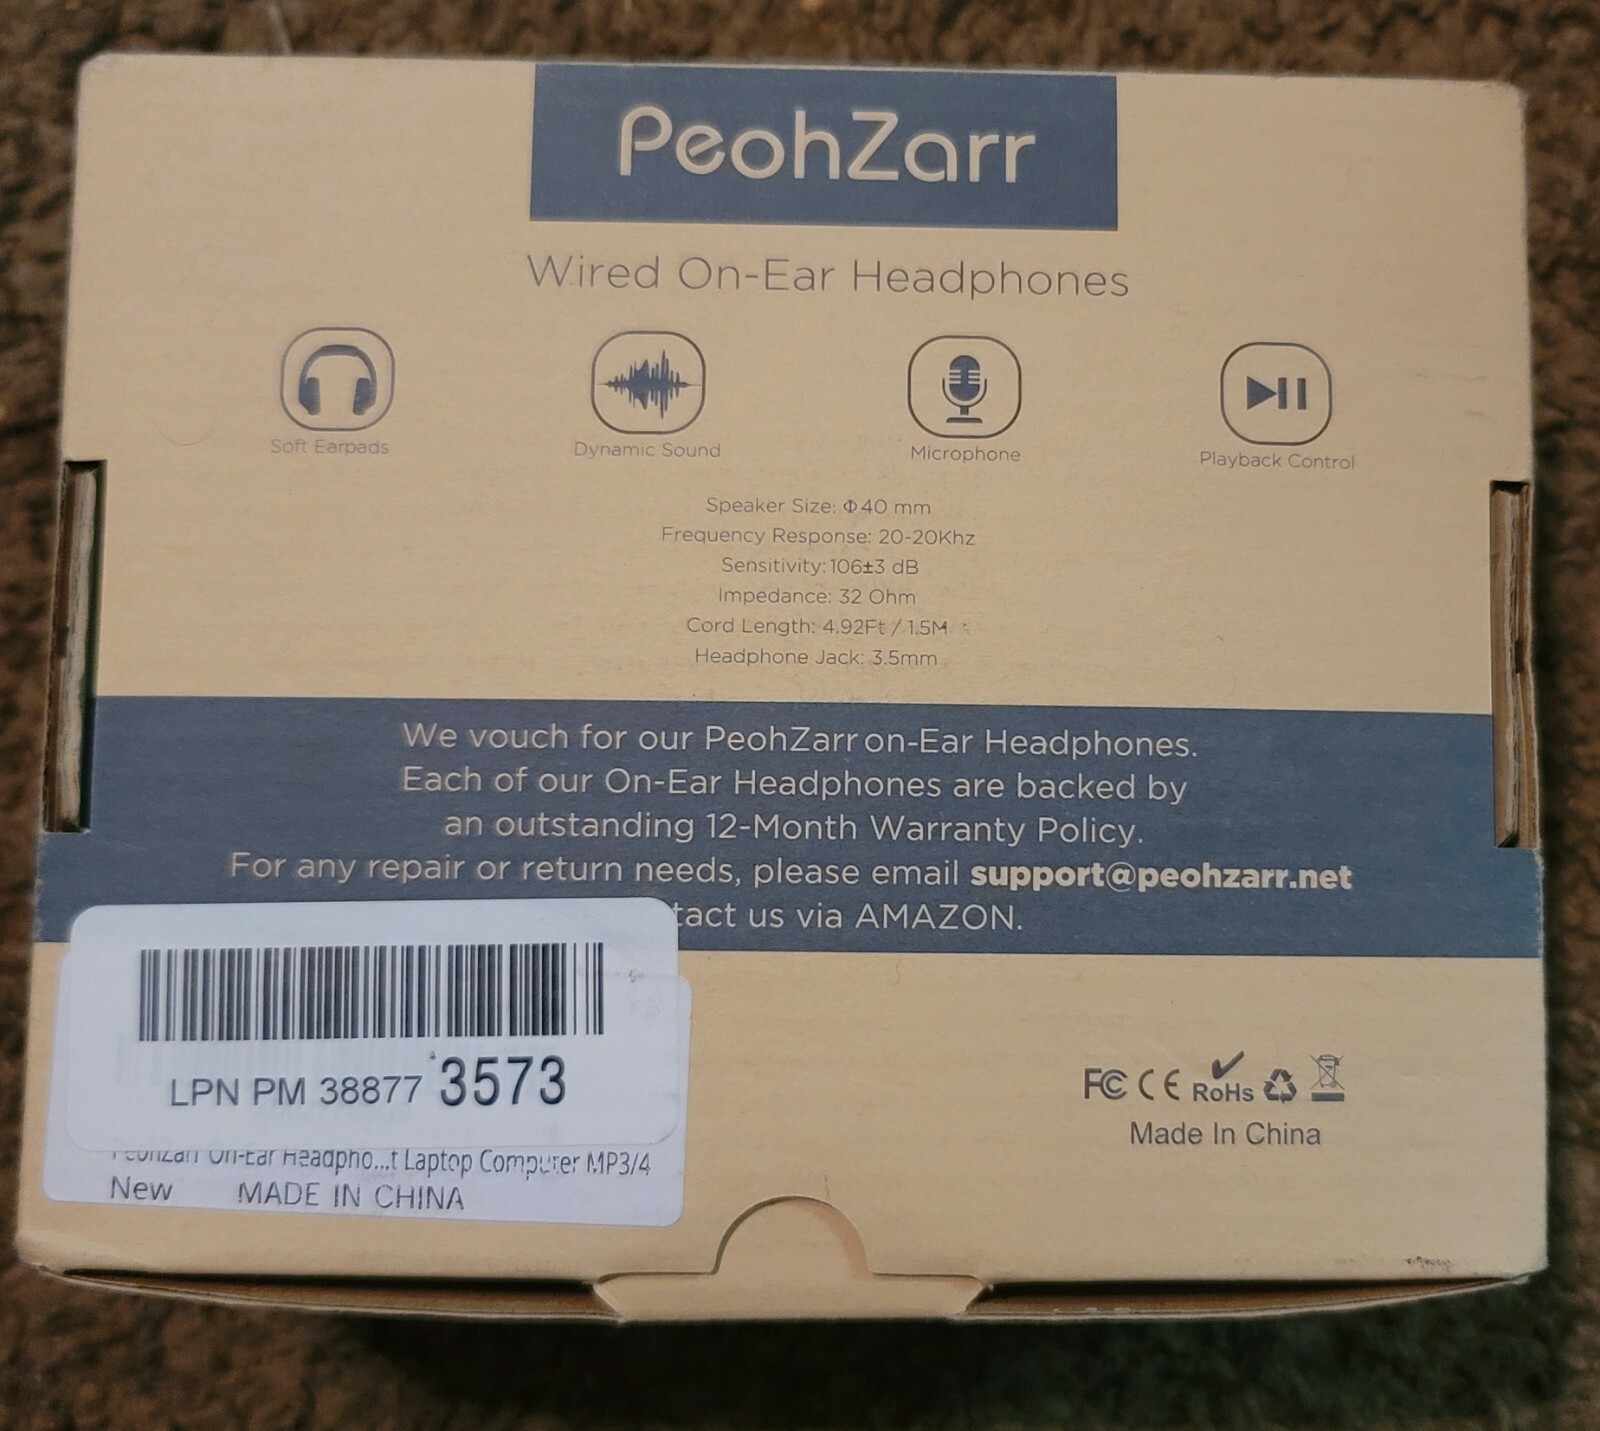 PeohZarr
Wired On-Ear Headphones
Soft Earpads
Dynamic Sound
Microphone
Playback Control
Speaker Size: Φ40 mm
Frequency Response: 20-20Khz
Sensitivity: 106±3 dB
Impedance: 32 Ohm
Cord Length: 4.92Ft / 1.5M
Headphone Jack: 3.5mm
We vouch for our PeohZarr on-Ear Headphones.
Each of our On-Ear Headphones are backed by
an outstanding 12-Month Warranty Policy.
For any repair or return needs, please email support@peohzarr.net
tact us via AMAZON.
LPN PM 38877 3573
On-Ear Headpho...t Laptop Computer MP3/4
New MADE IN CHINA
FC CE RoHs
Made In China